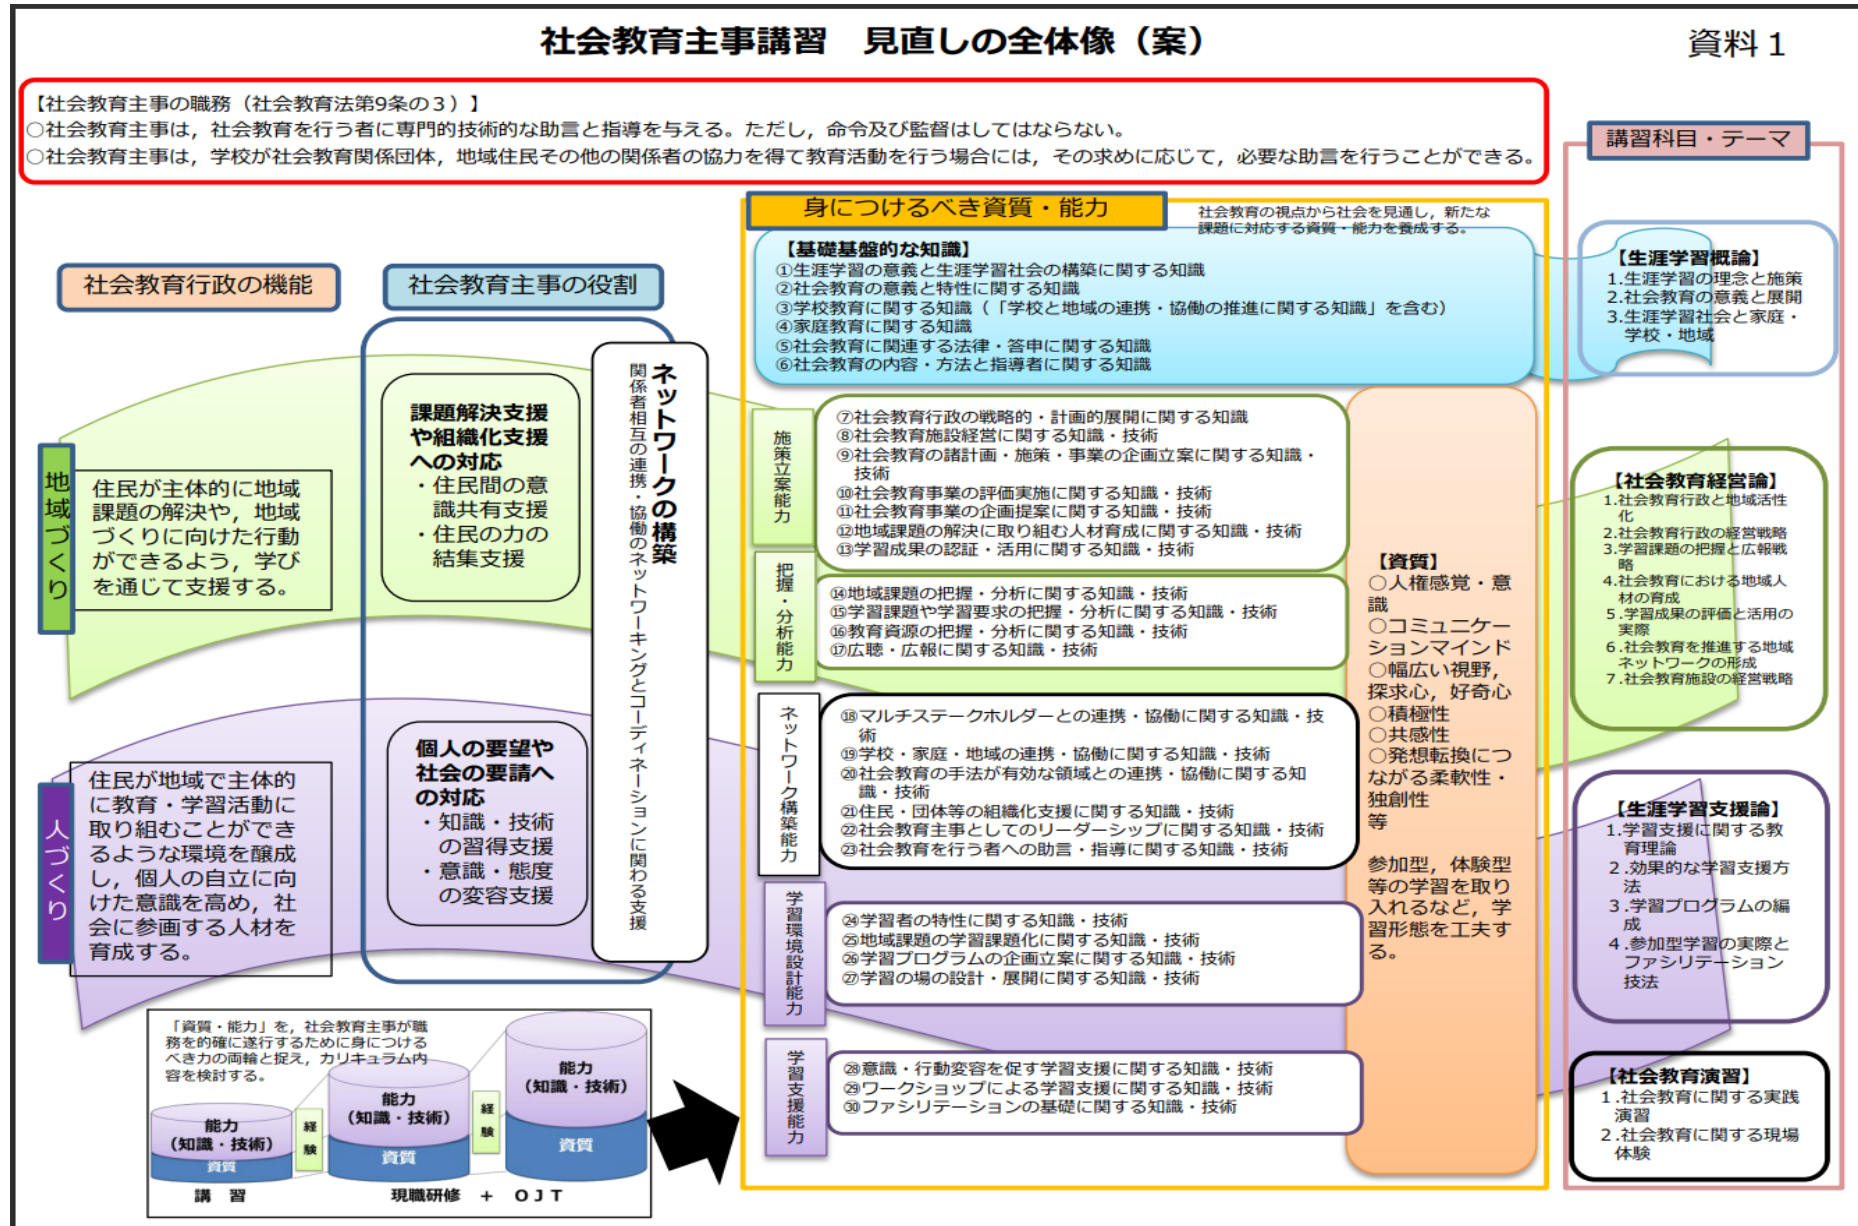 社会教育主事講習　見直しの全体像（案）
資料１
【社会教育主事の職務（社会教育法第9条の３）】
○社会教育主事は，社会教育を行う者に専門的技術的な助言と指導を与える。ただし，命令及び監督はしてはならない。
○社会教育主事は，学校が社会教育関係団体，地域住民その他の関係者の協力を得て教育活動を行う場合には，その求めに応じて，必要な助言を行うことができる。
社会教育行政の機能
地域づくり
住民が主体的に地域
課題の解決や，地域
づくりに向けた行動
ができるよう，学び
を通じて支援する。
人づくり
住民が地域で主体的
に教育・学習活動に
取り組むことができ
るような環境を醸成
し，個人の自立に向
けた意識を高め，社
会に参画する人材を
育成する。
社会教育主事の役割
課題解決支援
や組織化支援
への対応
・住民間の意
識共有支援
・住民の力の
結集支援
個人の要望や
社会の要請へ
の対応
・知識・技術
の習得支援
・意識・態度
の変容支援
ネットワークの構築
関係者相互の連携・協働のネットワーキングとコーディネーションに関わる支援
「資質・能力」を，社会教育主事が職
務を的確に遂行するために身につける
べき力の両輪と捉え，カリキュラム内
容を検討する。
能力
（知識・技術）
資質
経験
能力
（知識・技術）
資質
経験
能力
（知識・技術）
資質
講　習
現職研修　＋　ＯＪＴ
身につけるべき資質・能力
社会教育の視点から社会を見通し，新たな
課題に対応する資質・能力を養成する。
【基礎基盤的な知識】
①生涯学習の意義と生涯学習社会の構築に関する知識
②社会教育の意義と特性に関する知識
③学校教育に関する知識（「学校と地域の連携・協働の推進に関する知識」を含む）
④家庭教育に関する知識
⑤社会教育に関連する法律・答申に関する知識
⑥社会教育の内容・方法と指導者に関する知識
施策立案能力
⑦社会教育行政の戦略的・計画的展開に関する知識
⑧社会教育施設経営に関する知識・技術
⑨社会教育の諸計画・施策・事業の企画立案に関する知識・
技術
⑩社会教育事業の評価実施に関する知識・技術
⑪社会教育事業の企画提案に関する知識・技術
⑫地域課題の解決に取り組む人材育成に関する知識・技術
⑬学習成果の認証・活用に関する知識・技術
把握・分析能力
⑭地域課題の把握・分析に関する知識・技術
⑮学習課題や学習要求の把握・分析に関する知識・技術
⑯教育資源の把握・分析に関する知識・技術
⑰広聴・広報に関する知識・技術
ネットワーク構築能力
⑱マルチステークホルダーとの連携・協働に関する知識・技
術
⑲学校・家庭・地域の連携・協働に関する知識・技術
⑳社会教育の手法が有効な領域との連携・協働に関する知
識・技術
㉑住民・団体等の組織化支援に関する知識・技術
㉒社会教育主事としてのリーダーシップに関する知識・技術
㉓社会教育を行う者への助言・指導に関する知識・技術
学習環境設計能力
㉔学習者の特性に関する知識・技術
㉕地域課題の学習課題化に関する知識・技術
㉖学習プログラムの企画立案に関する知識・技術
㉗学習の場の設計・展開に関する知識・技術
学習支援能力
㉘意識・行動変容を促す学習支援に関する知識・技術
㉙ワークショップによる学習支援に関する知識・技術
㉚ファシリテーションの基礎に関する知識・技術
【資質】
○人権感覚・意
識
○コミュニケー
ションマインド
○幅広い視野，
探求心，好奇心
○積極性
○共感性
○発想転換につ
ながる柔軟性・
独創性
等
参加型，体験型
等の学習を取り
入れるなど，学
習形態を工夫す
る。
講習科目・テーマ
【生涯学習概論】
1.生涯学習の理念と施策
2.社会教育の意義と展開
3.生涯学習社会と家庭・
学校・地域
【社会教育経営論】
1.社会教育行政と地域活性
化
2.社会教育行政の経営戦略
3.学習課題の把握と広報戦
略
4.社会教育における地域人
材の育成
5.学習成果の評価と活用の
実際
6.社会教育を推進する地域
ネットワークの形成
7.社会教育施設の経営戦略
【生涯学習支援論】
1.学習支援に関する教
育理論
2.効果的な学習支援方
法
3.学習プログラムの編
成
4.参加型学習の実際と
ファシリテーション
技法
【社会教育演習】
1.社会教育に関する実践
演習
2.社会教育に関する現場
体験